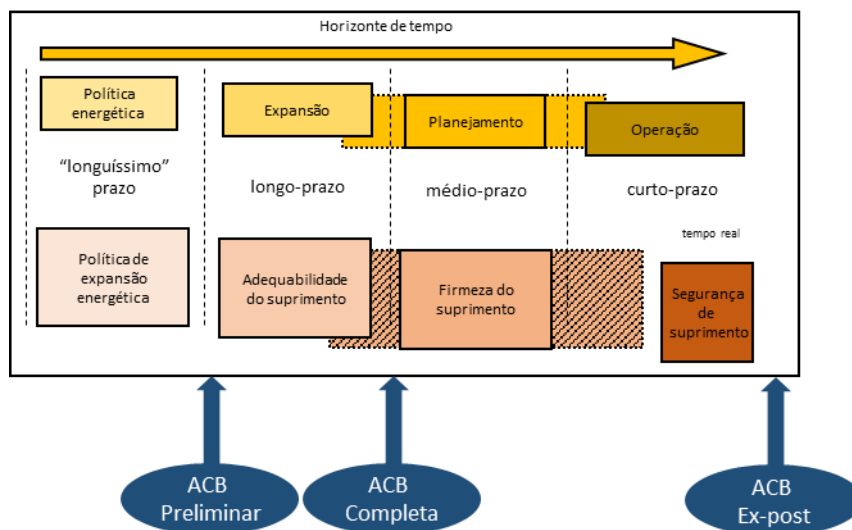 Horizonte de tempo
Política
energética
Expansão
Planejamento
Operação
“longuíssimo”
prazo
longo-prazo
médio-prazo
curto-prazo
tempo real
Política de
expansão
energética
Adequabilidade
do suprimento
Firmeza do
suprimento
Segurança
de
suprimento
ACB
Preliminar
ACB
Completa
ACB
Ex-post